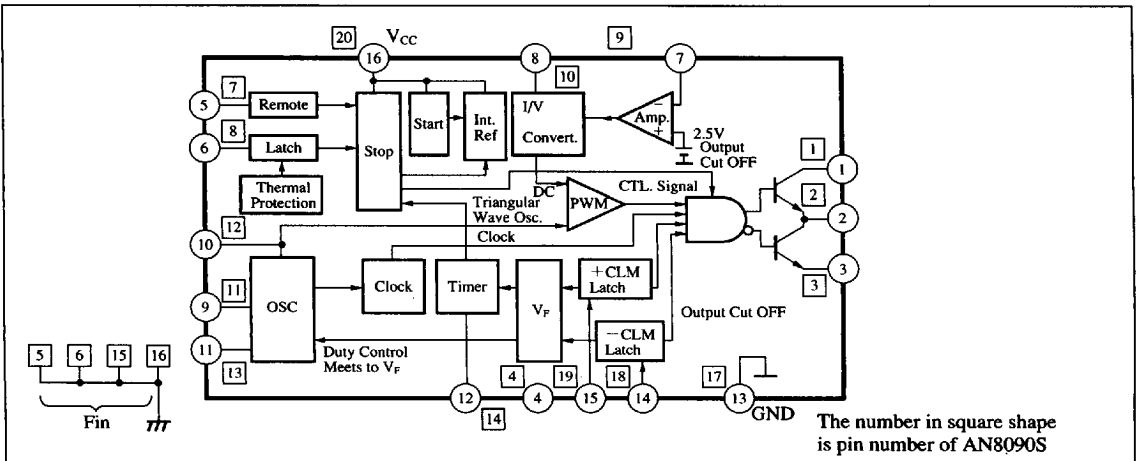 20
VCC
9
16
8
7
7
10
5
Remote
I/V
Convert.
Start
Int.
Ref
−
Amp.
+
2.5V
Output
Cut OFF
8
6
Latch
Stop
1
1
Thermal
Protection
DC
CTL. Signal
2
Triangular
Wave Osc.
PWM
2
12
Clock
10
3
3
11
OSC
Clock
Timer
VF
+CLM
Latch
9
Output Cut OFF
−CLM
Latch
11
13
Duty Control
Meets to VF
5
6
15
16
4
19
18
17
12
4
15
14
13
GND
14
Fin
The number in square shape
is pin number of AN8090S